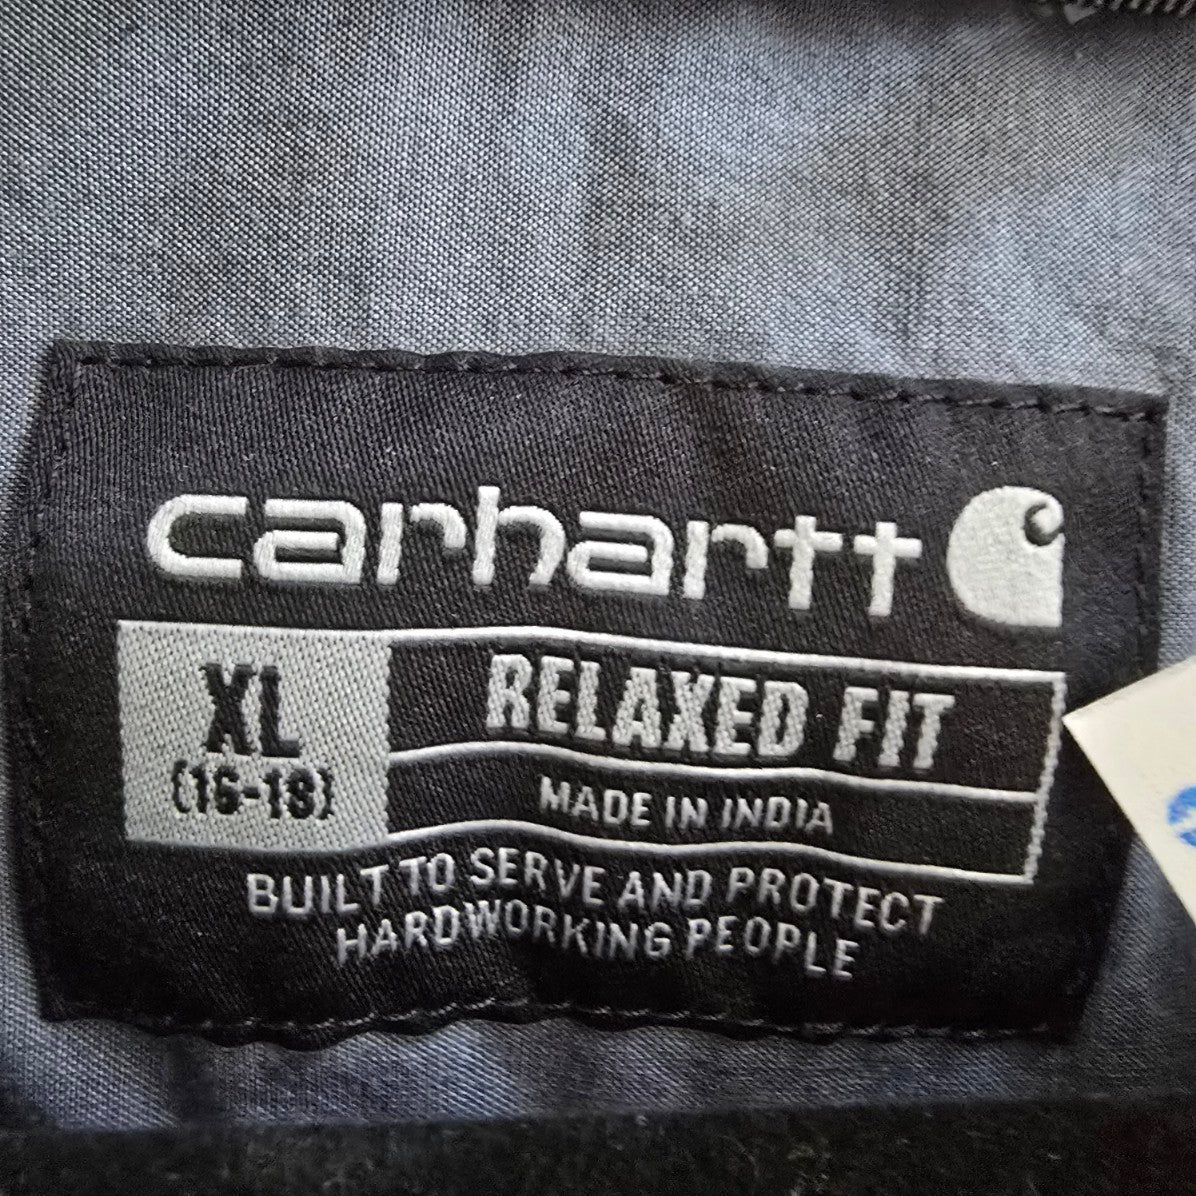 carhartt
XL
(16-18)
RELAXED FIT
MADE IN INDIA
BUILT TO SERVE AND PROTECT
HARDWORKING PEOPLE